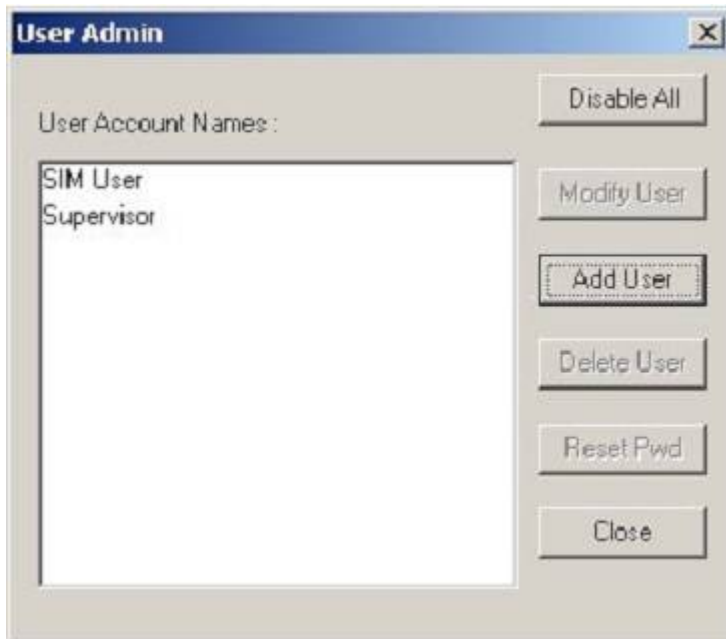 User Admin
User Account Names :
SIM User
Supervisor
Disable All
Modify User
Add User
Delete User
Reset Pwd
Close